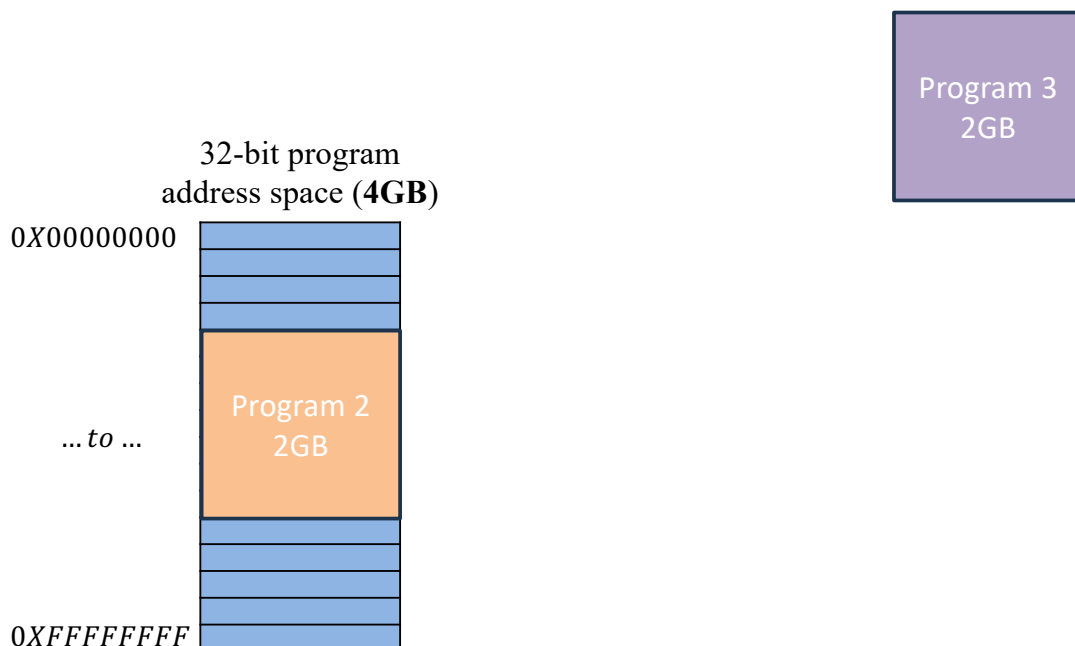 Program 3
2GB
32-bit program
address space (4GB)
0X00000000
Program 2
2GB
... to ...
0XFFFFFFFF